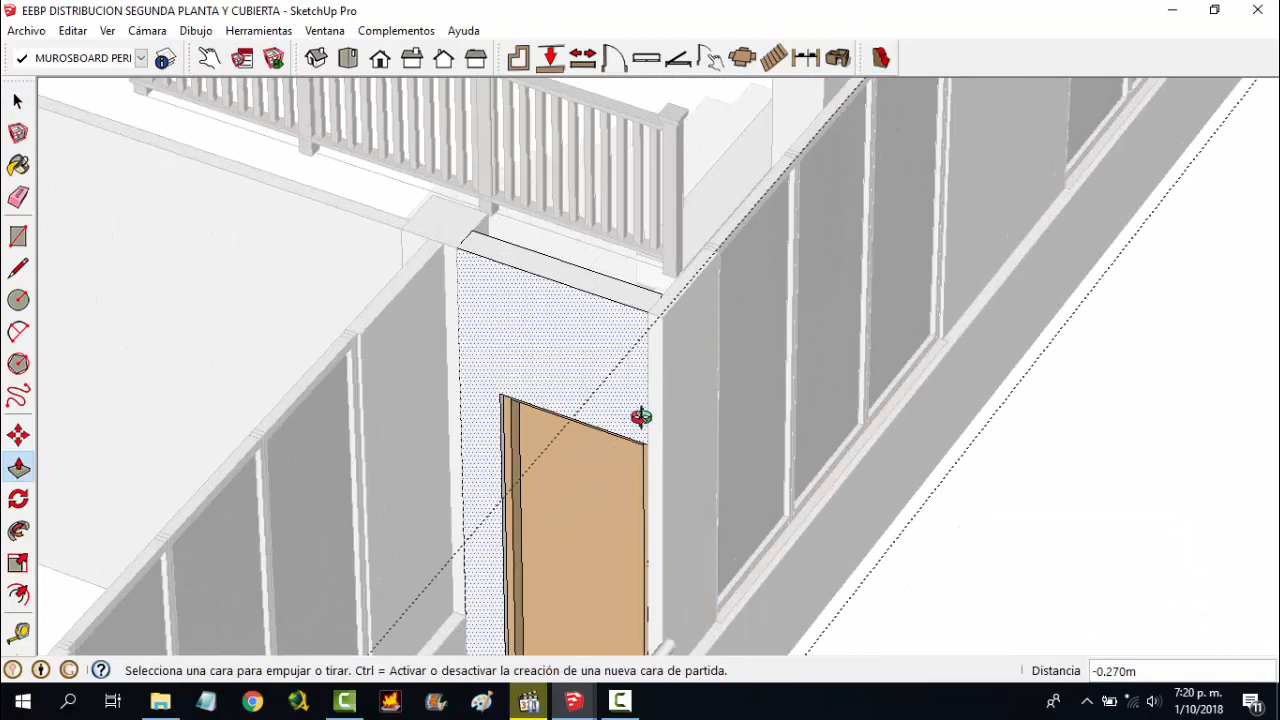 EEBP DISTRIBUCION SEGUNDA PLANTA Y CUBIERTA - SketchUp Pro
Archivo Editar Ver Cámara Dibujo Herramientas Ventana Complementos Ayuda
MUROSBOARD PERI
Selecciona una cara para empujar o tirar. Ctrl = Activar o desactivar la creación de una nueva cara de partida. Distancia -0.270m
7:20 p. m.
1/10/2018